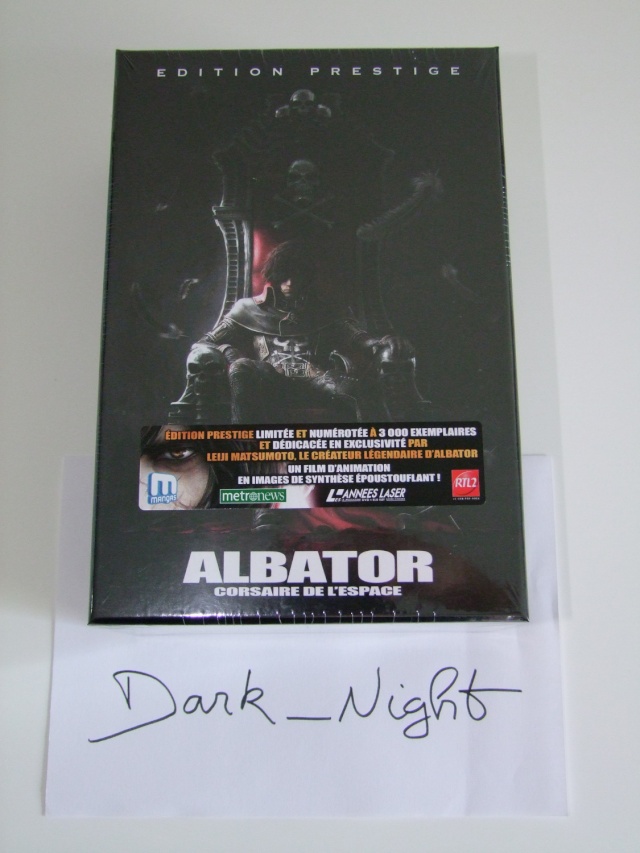 EDITION PRESTIGE
ÉDITION PRESTIGE LIMITÉE ET NUMÉROTÉE À 3 000 EXEMPLAIRES
ET DÉDICACÉE EN EXCLUSIVITÉ PAR
LEIJI MATSUMOTO, LE CRÉATEUR LÉGENDAIRE D'ALBATOR
UN FILM D'ANIMATION
EN IMAGES DE SYNTHÈSE ÉPOUSTOUFLANT !
m
MANGAS
metronews
LES ANNEES LASER
RTL2
ALBATOR
CORSAIRE DE L'ESPACE
Dark_Night